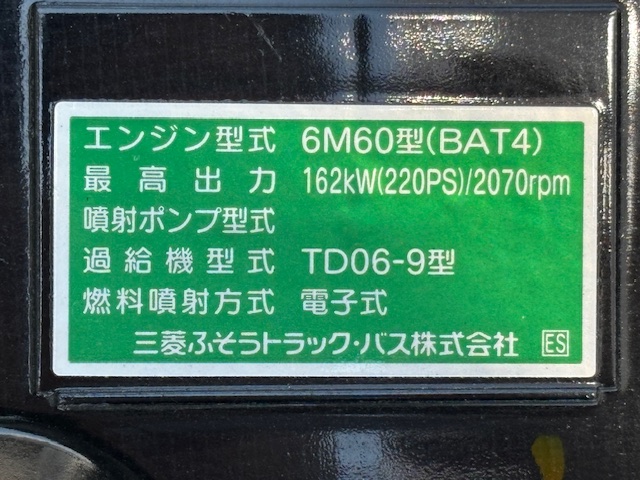 エンジン型式 6M60型(BAT4)
最高出力 162kW(220PS)/2070rpm
噴射ポンプ型式
過給機型式 TD06-9型
燃料噴射方式 電子式
三菱ふそうトラック・バス株式会社 ES